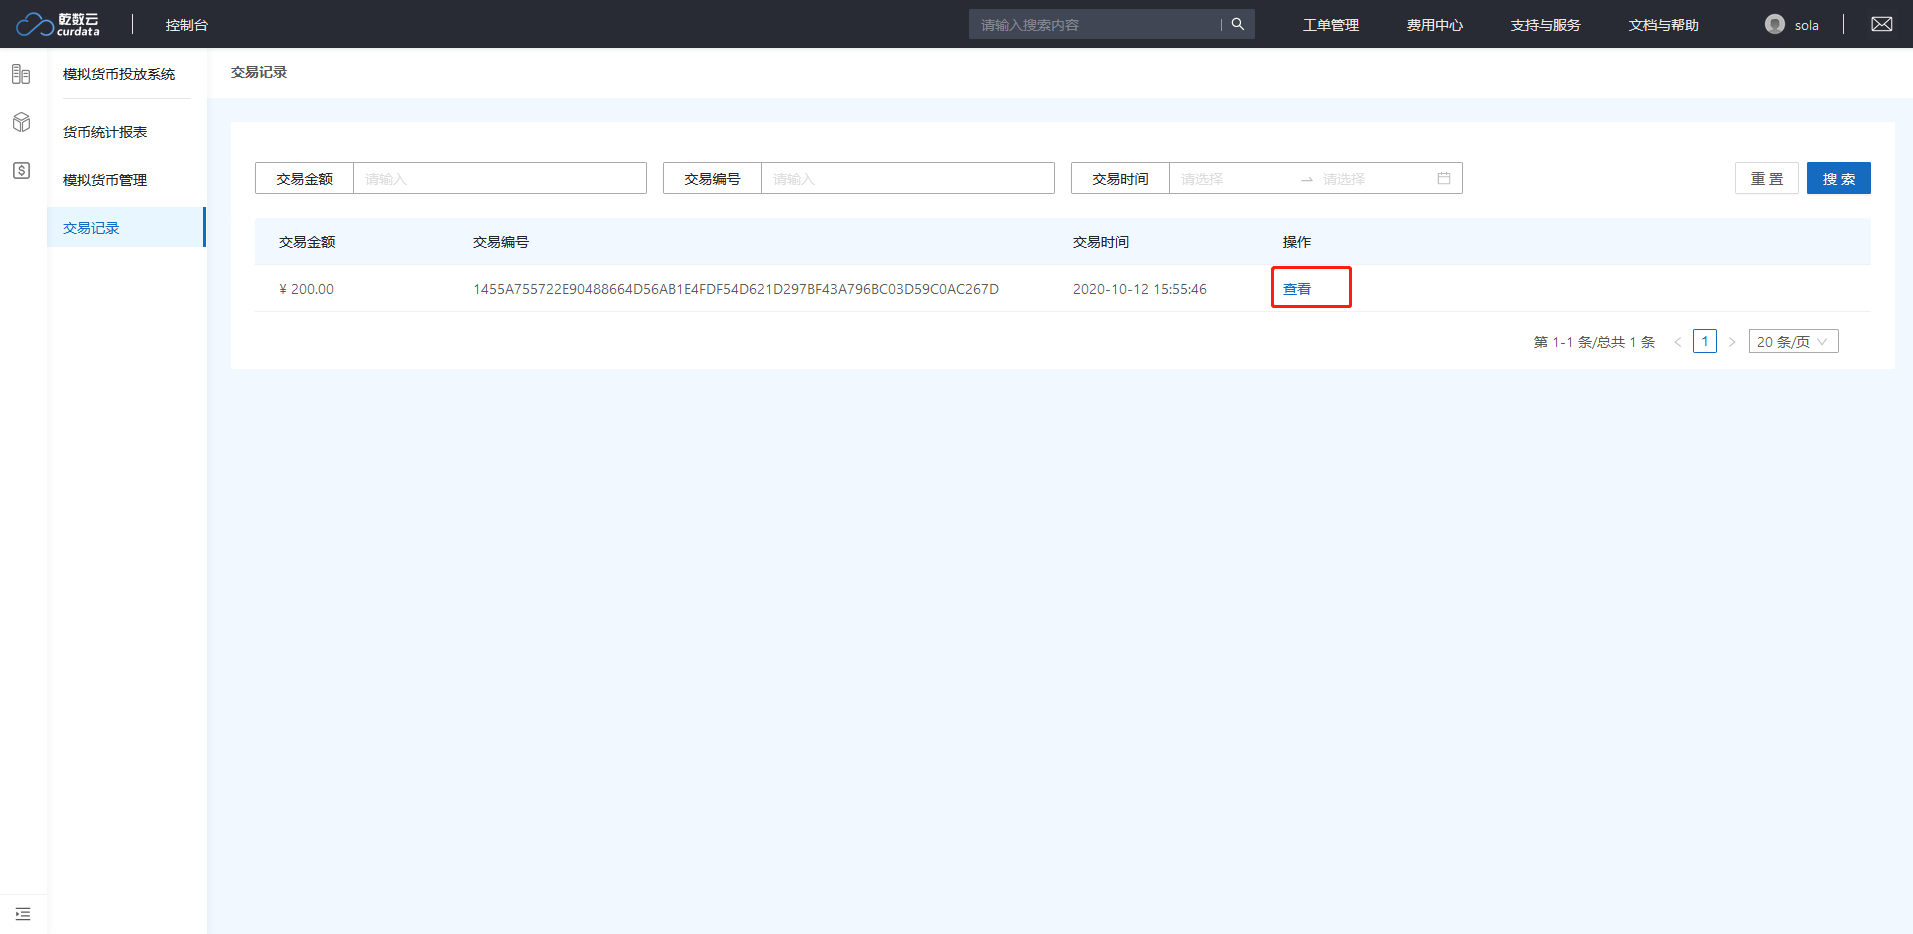 乾数云
curdata
控制台
请输入搜索内容
工单管理
费用中心
支持与服务
文档与帮助
sola
模拟货币投放系统
货币统计报表
模拟货币管理
交易记录
交易记录
交易金额
请输入
交易编号
请输入
交易时间
请选择
请选择
重 置
搜 索
交易金额 交易编号 交易时间 操作
¥ 200.00 1455A755722E90488664D56AB1E4FDF54D621D297BF43A796BC03D59C0AC267D 2020-10-12 15:55:46 查看
第 1-1 条/总共 1 条 < 1 > 20 条/页